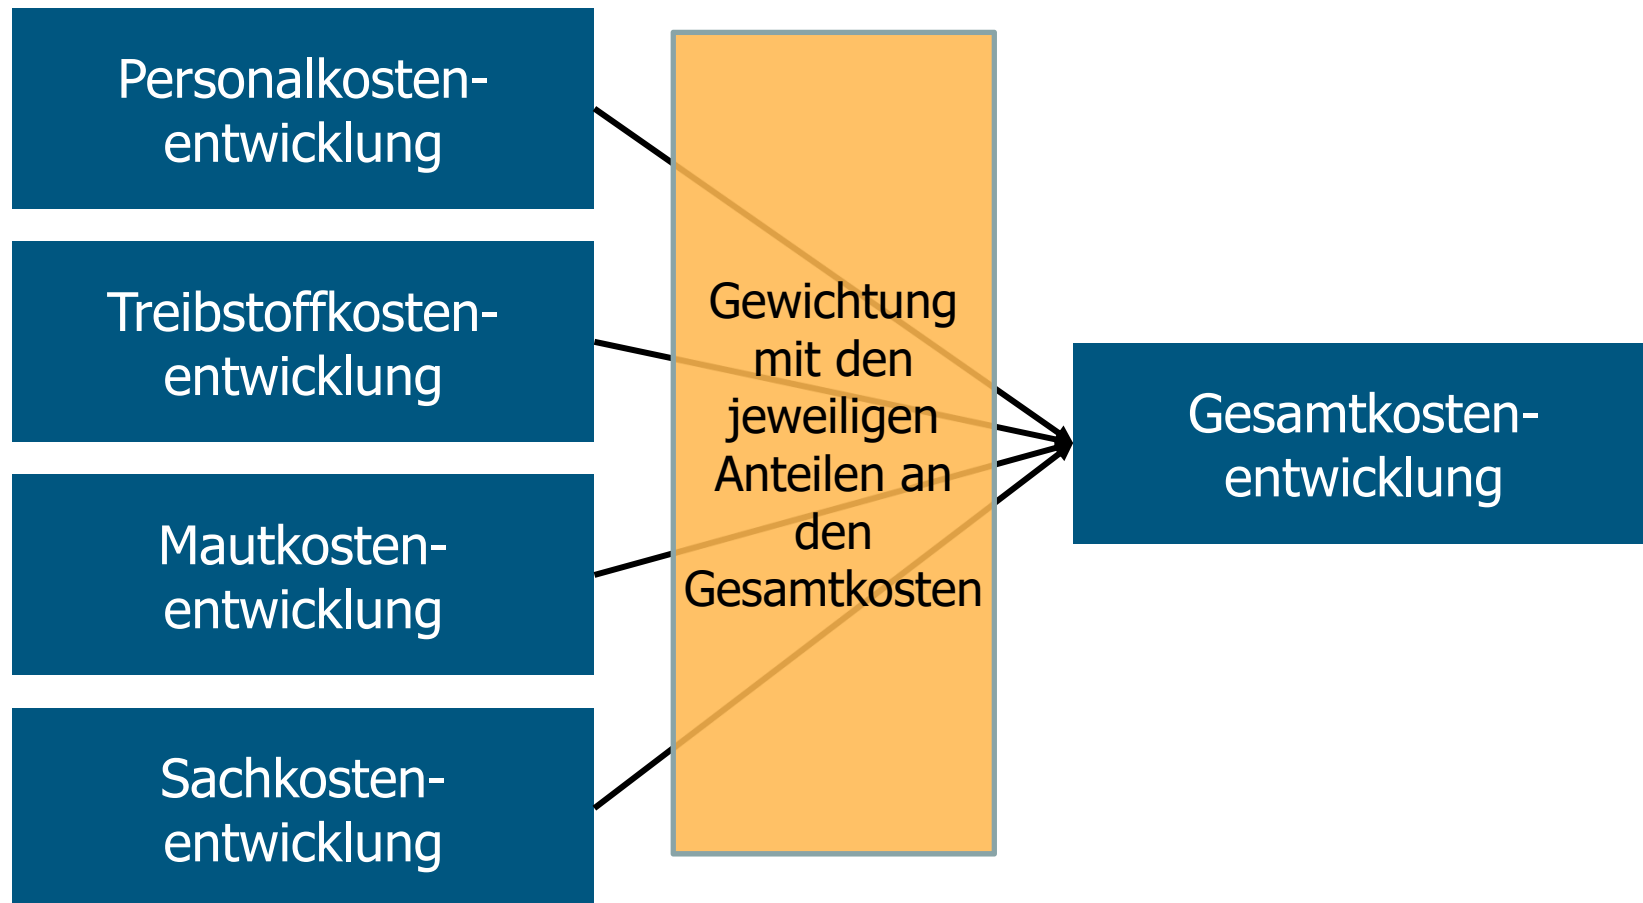 Personalkosten-
entwicklung
Treibstoffkosten-
entwicklung
Mautkosten-
entwicklung
Sachkosten-
entwicklung
Gewichtung
mit den
jeweiligen
Anteilen an
den
Gesamtkosten
Gesamtkosten-
entwicklung